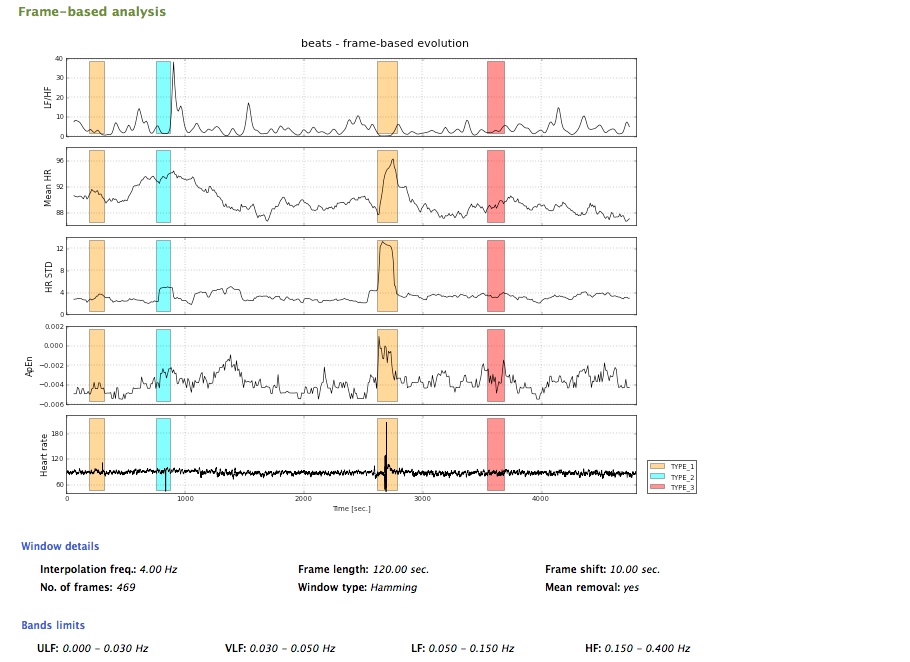 Frame-based analysis
beats - frame-based evolution
40
30
20
10
0
LF/HF
96
92
88
Mean HR
12
8
4
0
HR STD
0.002
0.000
−0.002
−0.004
−0.006
ApEn
180
120
60
Heart rate
0 1000 2000 3000 4000
Time [sec.]
TYPE_1
TYPE_2
TYPE_3
Window details
Interpolation freq.: 4.00 Hz Frame length: 120.00 sec. Frame shift: 10.00 sec.
No. of frames: 469 Window type: Hamming Mean removal: yes
Bands limits
ULF: 0.000 – 0.030 Hz VLF: 0.030 – 0.050 Hz LF: 0.050 – 0.150 Hz HF: 0.150 – 0.400 Hz